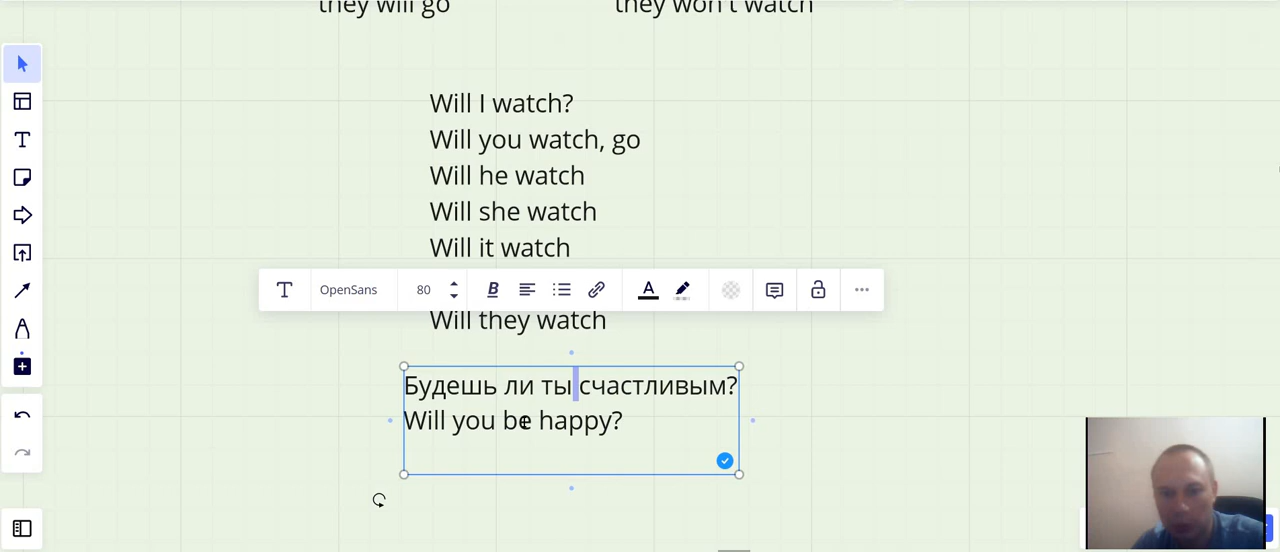 they will go they won't watch
Will I watch?
Will you watch, go
Will he watch
Will she watch
Will it watch
OpenSans 80 B A
Will they watch
Будешь ли ты счастливым?
Will you be happy?